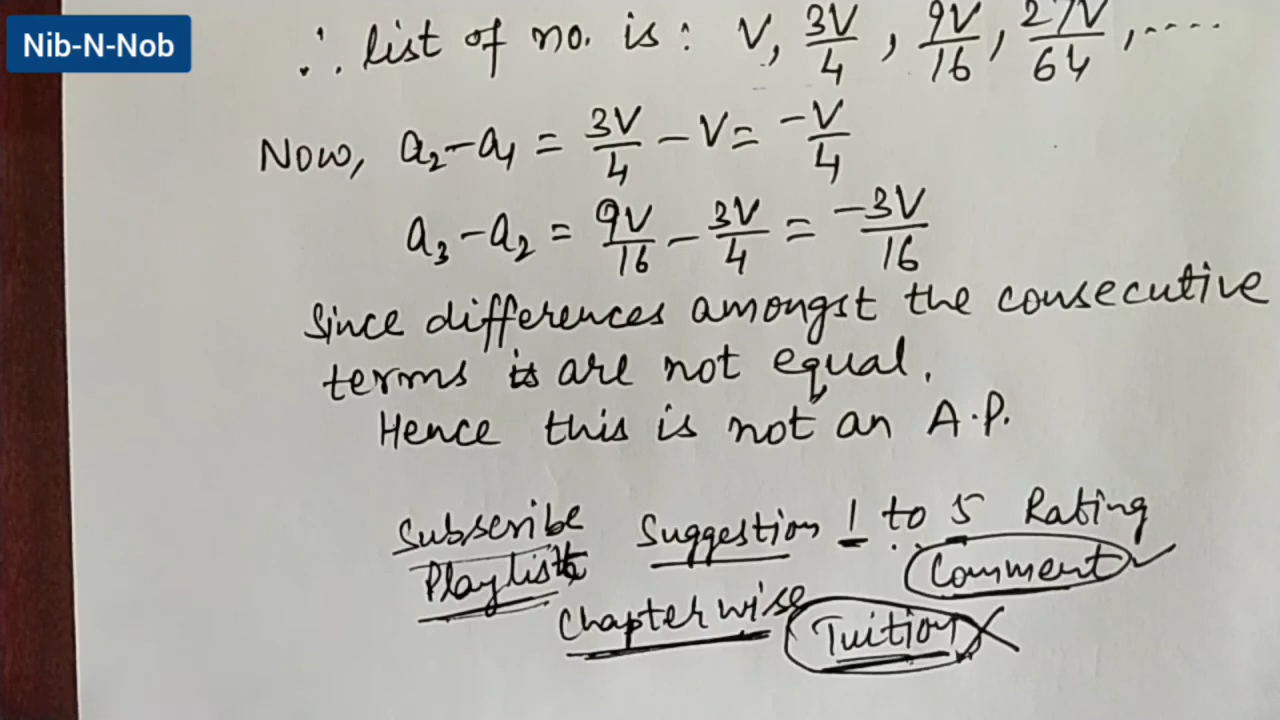 Nib-N-Nob
∴ list of no. is : V, 3V/4, 9V/16, 27V/64, ....
Now, a₂-a₁ = 3V/4 - V = -V/4
a₃-a₂ = 9V/16 - 3V/4 = -3V/16
Since differences amongst the consecutive
terms is are not equal.
Hence this is not an A.P.
Subscribe Suggestion 1 to 5 Rating
Playlist Comment
Chapterwise Tuition